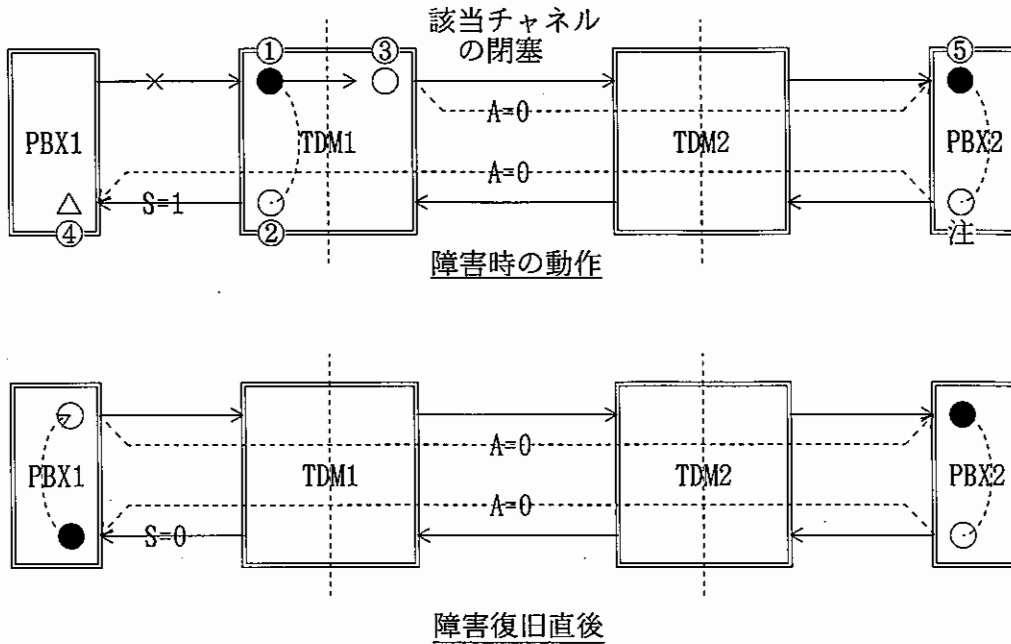 該当チャネル
の閉塞
① ③ ⑤
A=0
PBX1 TDM1 TDM2 PBX2
A=0
S=1
④ ② 注
障害時の動作
A=0
PBX1 TDM1 TDM2 PBX2
A=0
S=0
障害復旧直後